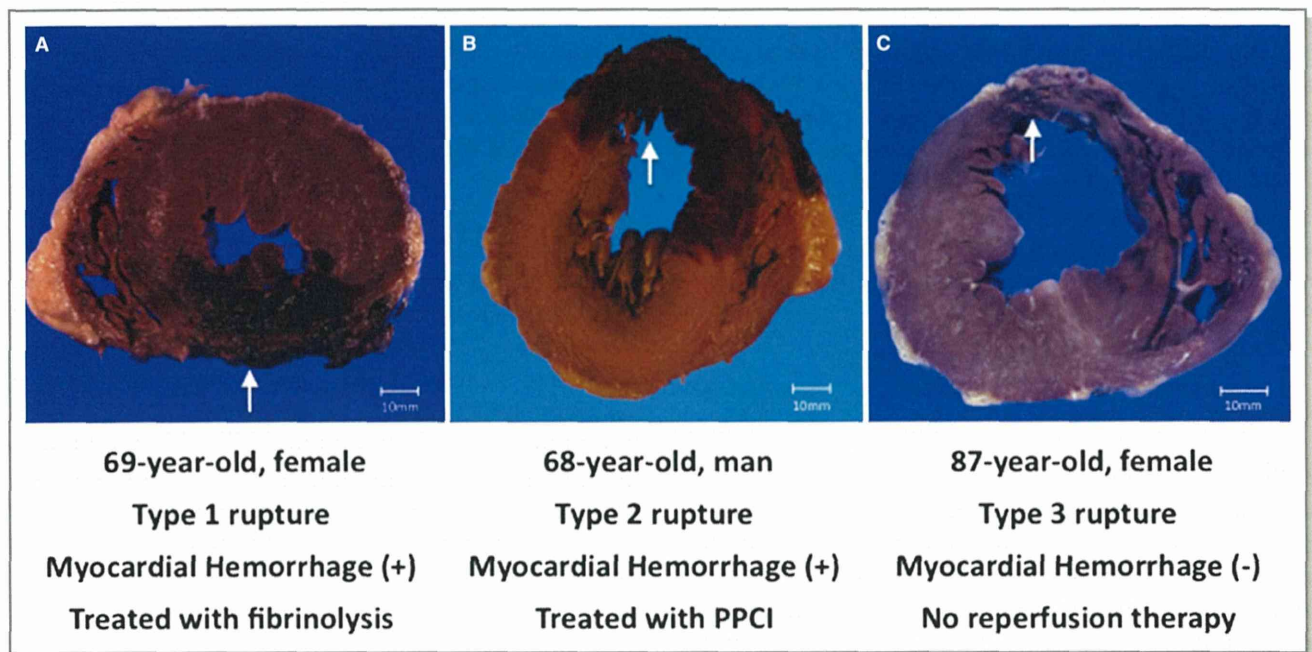 A
B
C
10mm
10mm
10mm
69-year-old, female
68-year-old, man
87-year-old, female
Type 1 rupture
Type 2 rupture
Type 3 rupture
Myocardial Hemorrhage (+)
Myocardial Hemorrhage (+)
Myocardial Hemorrhage (-)
Treated with fibrinolysis
Treated with PPCI
No reperfusion therapy